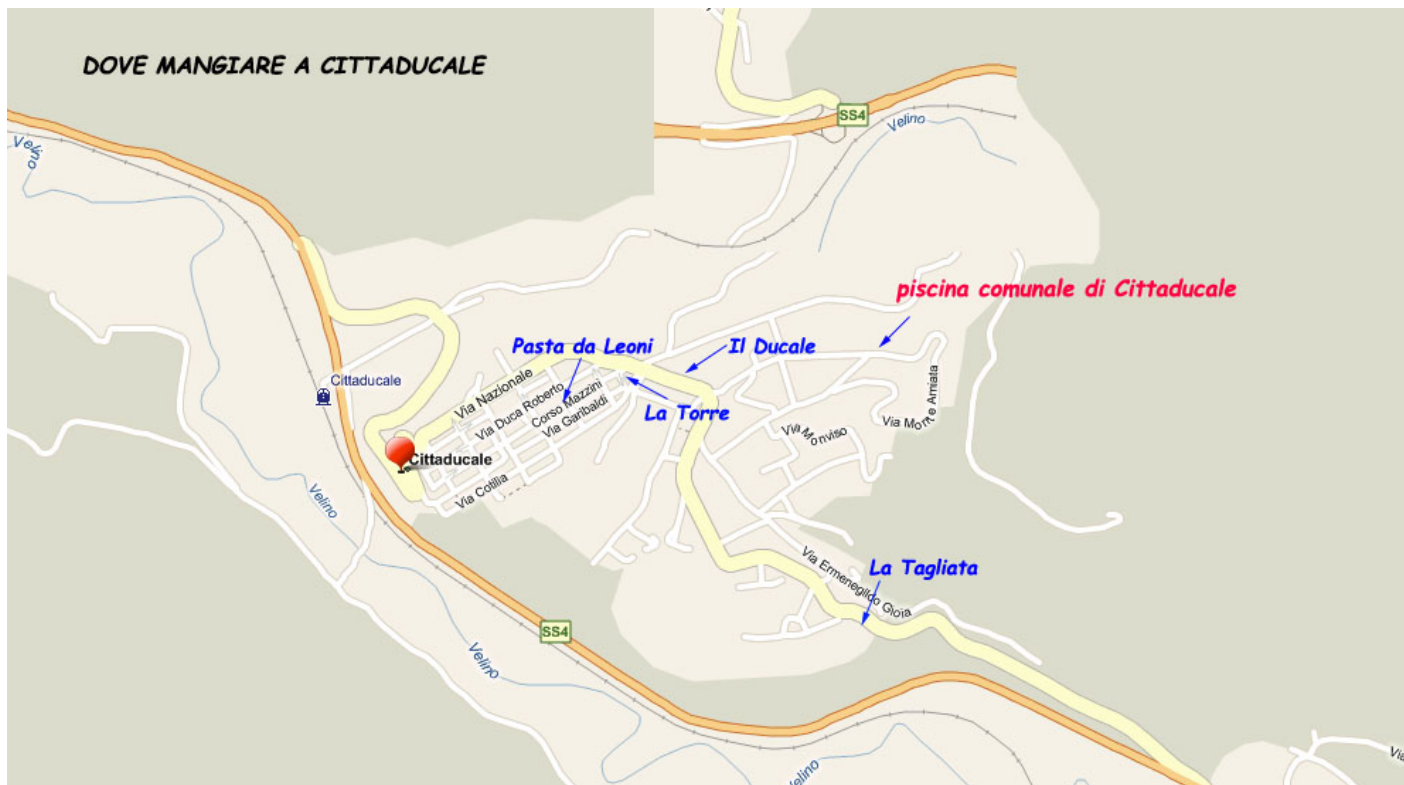 DOVE MANGIARE A CITTADUCALE
SS4
Velino
Velino
piscina comunale di Cittaducale
Pasta da Leoni
Il Ducale
Cittaducale
Via Nazionale
Via Duca Roberto
Corso Mazzini
Via Garibaldi
La Torre
Via Monte Amiata
Via Monviso
Cittaducale
Via Cotilia
Velino
La Tagliata
Via Ermenegildo Gioia
SS4
Velino
Velino
Via